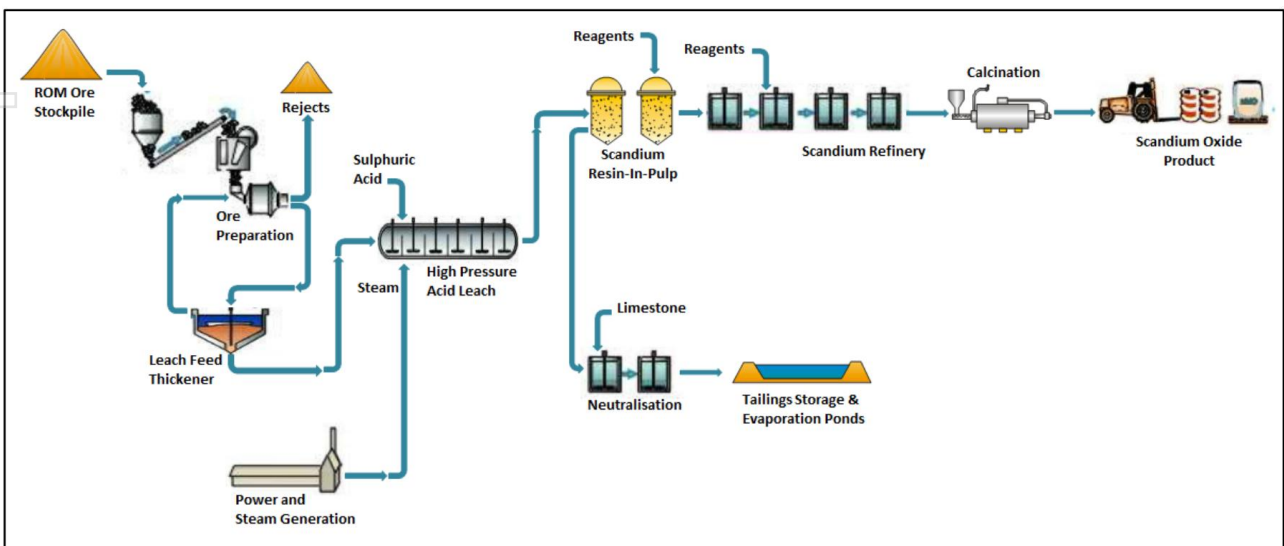 ROM Ore
Stockpile
Rejects
Ore
Preparation
Leach Feed
Thickener
Power and
Steam Generation
Sulphuric
Acid
Steam
High Pressure
Acid Leach
Reagents
Scandium
Resin-In-Pulp
Reagents
Scandium Refinery
Calcination
Scandium Oxide
Product
Limestone
Neutralisation
Tailings Storage &
Evaporation Ponds